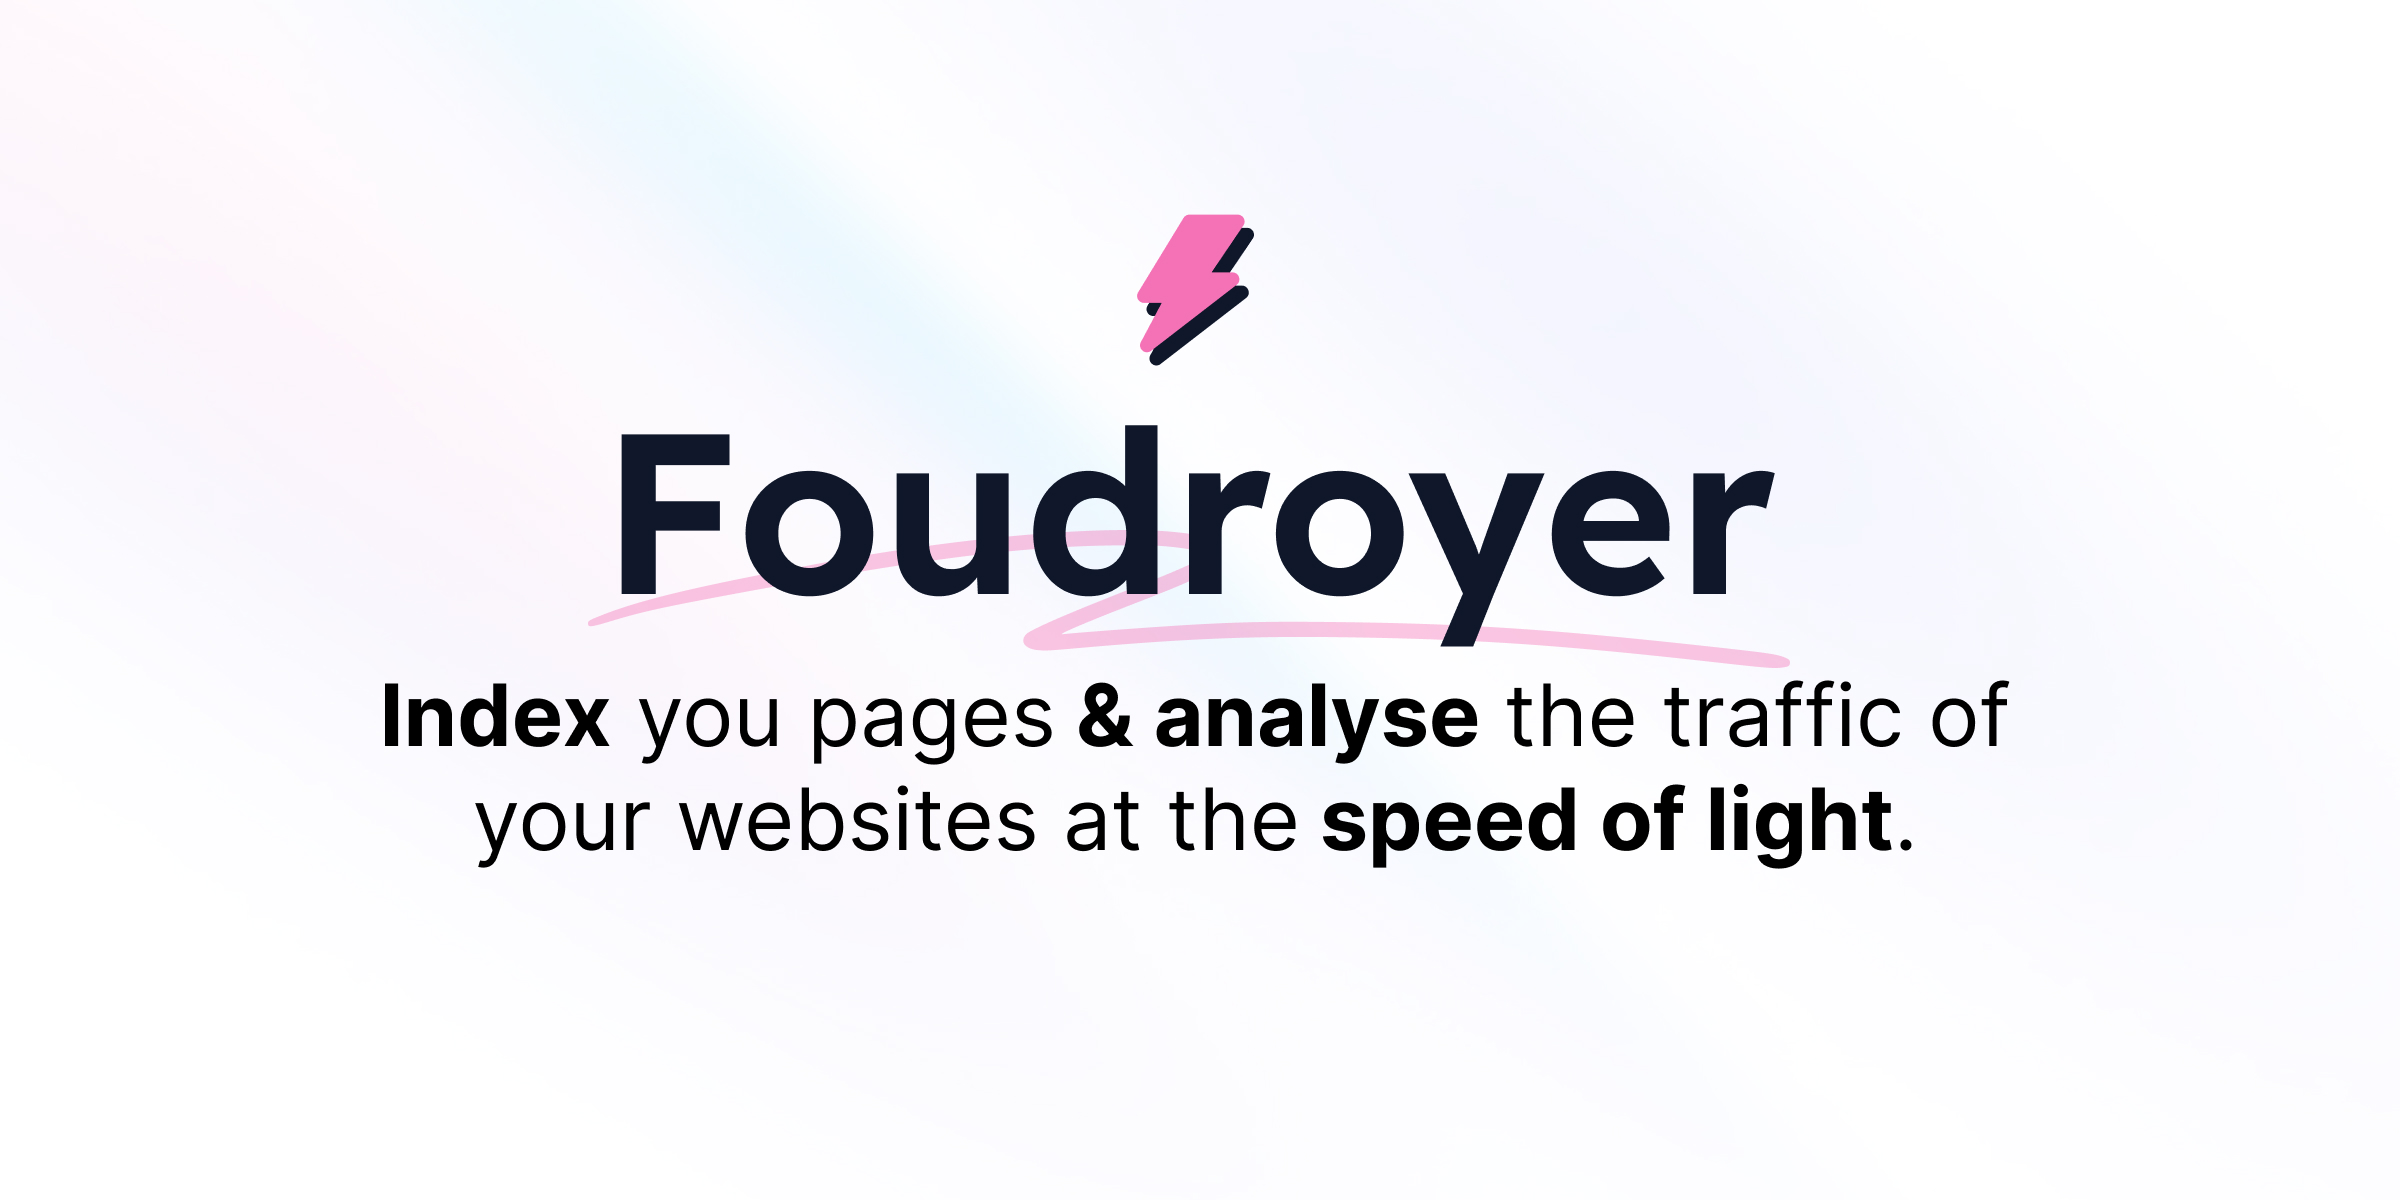 Foudroyer
Index you pages & analyse the traffic of
your websites at the speed of light.